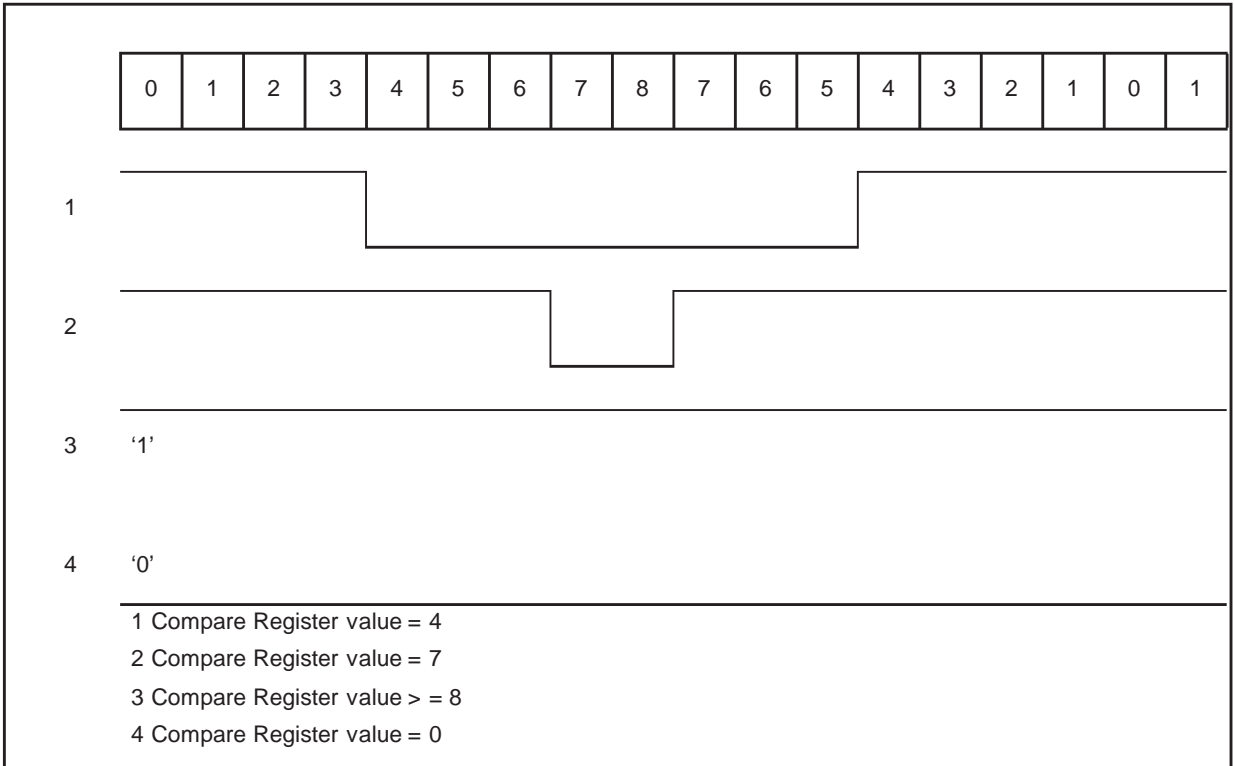 0 1 2 3 4 5 6 7 8 7 6 5 4 3 2 1 0 1
1
2
3 ‘1’
4 ‘0’
1 Compare Register value = 4
2 Compare Register value = 7
3 Compare Register value > = 8
4 Compare Register value = 0